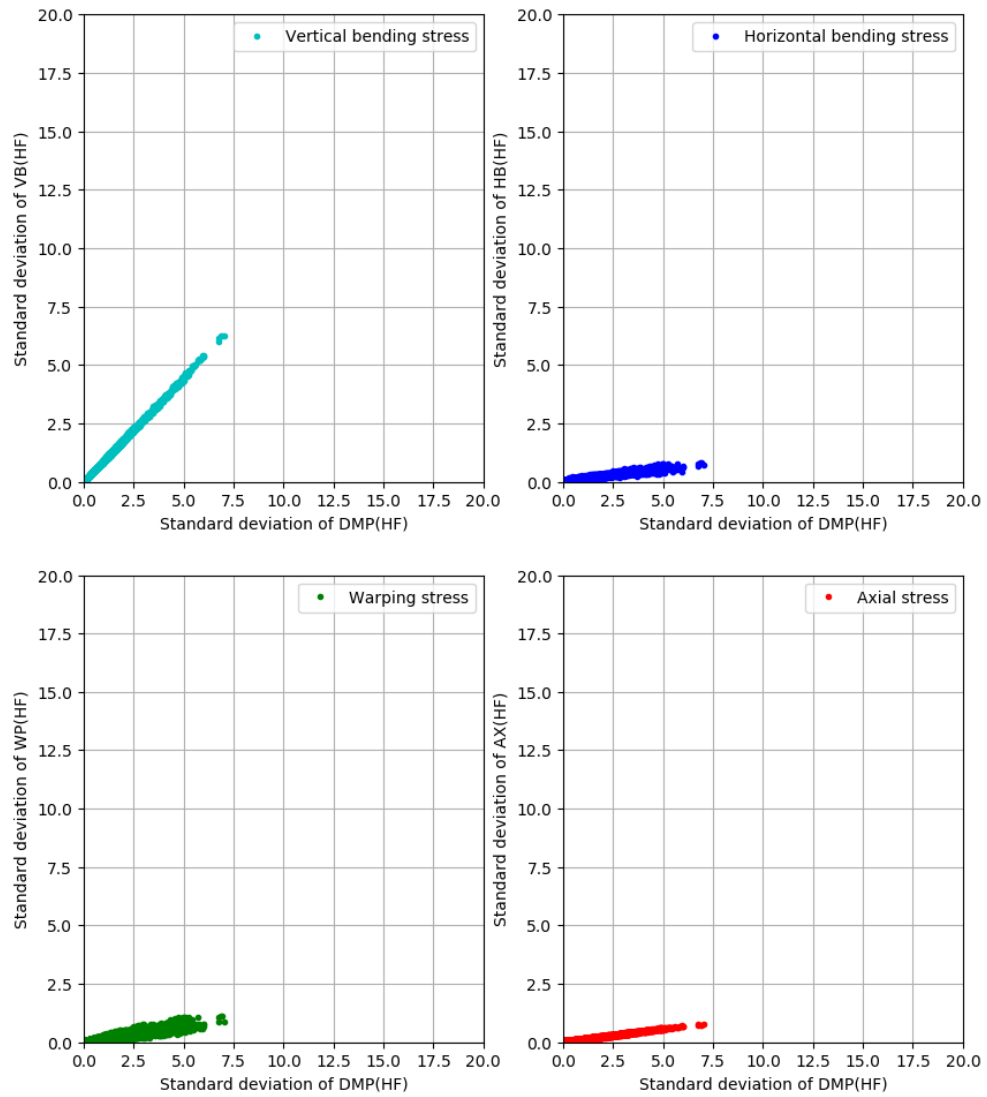 20.0
17.5
15.0
12.5
10.0
7.5
5.0
2.5
0.0
Standard deviation of VB(HF)
Vertical bending stress
0.0 2.5 5.0 7.5 10.0 12.5 15.0 17.5 20.0
Standard deviation of DMP(HF)
20.0
17.5
15.0
12.5
10.0
7.5
5.0
2.5
0.0
Standard deviation of HB(HF)
Horizontal bending stress
0.0 2.5 5.0 7.5 10.0 12.5 15.0 17.5 20.0
Standard deviation of DMP(HF)
20.0
17.5
15.0
12.5
10.0
7.5
5.0
2.5
0.0
Standard deviation of WP(HF)
Warping stress
0.0 2.5 5.0 7.5 10.0 12.5 15.0 17.5 20.0
Standard deviation of DMP(HF)
20.0
17.5
15.0
12.5
10.0
7.5
5.0
2.5
0.0
Standard deviation of AX(HF)
Axial stress
0.0 2.5 5.0 7.5 10.0 12.5 15.0 17.5 20.0
Standard deviation of DMP(HF)